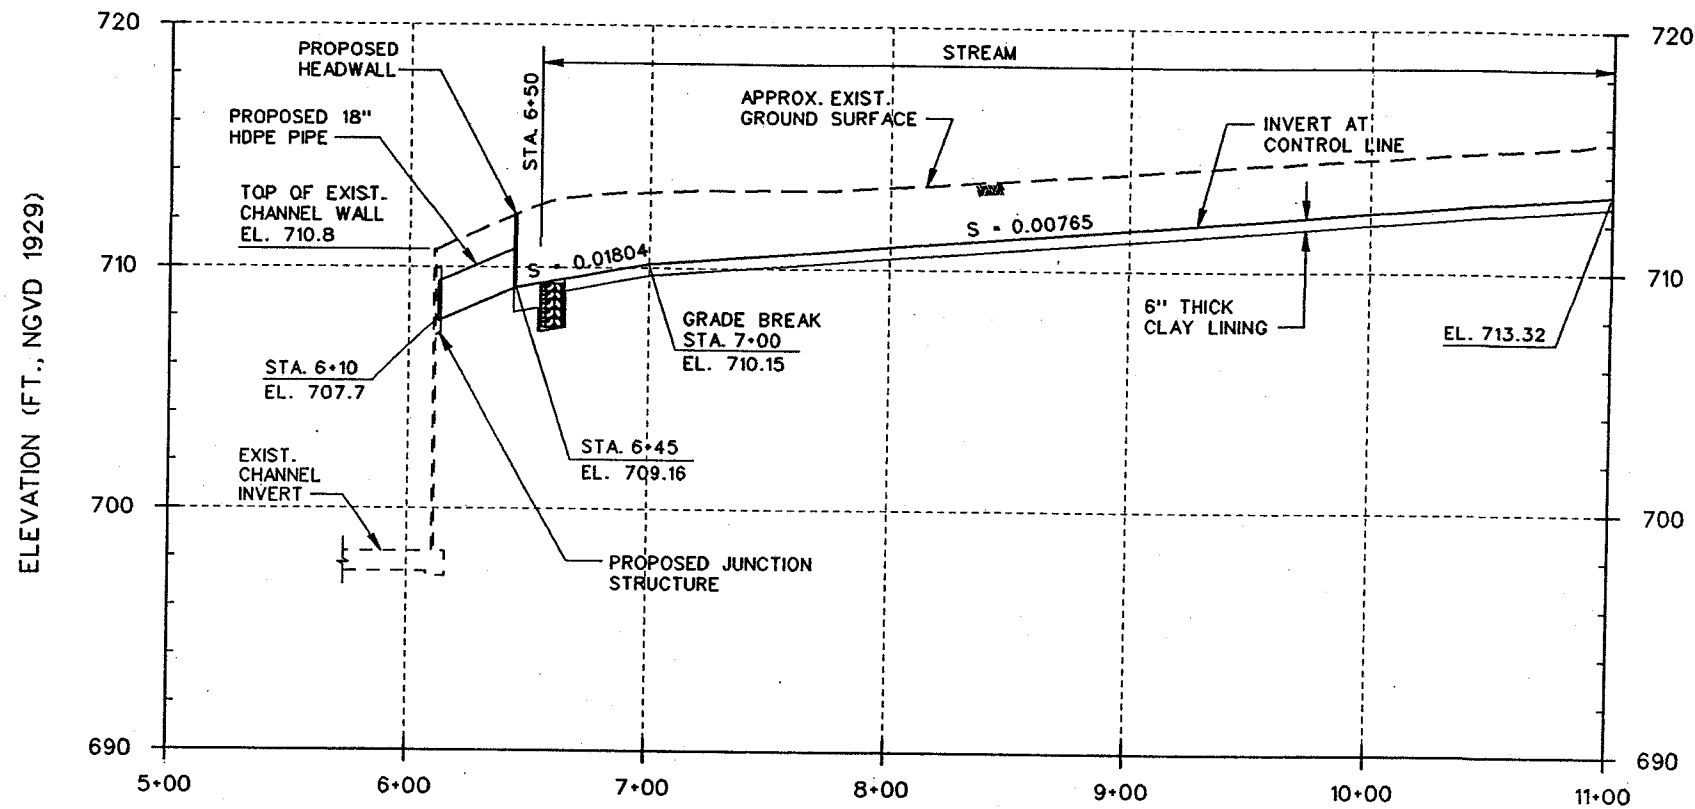 720
720
PROPOSED
HEADWALL
STA. 6+50
STREAM
APPROX. EXIST.
GROUND SURFACE
INVERT AT
CONTROL LINE
PROPOSED 18"
HDPE PIPE
TOP OF EXIST.
CHANNEL WALL
EL. 710.8
S = 0.01804
S = 0.00765
710
710
GRADE BREAK
STA. 7+00
EL. 710.15
6" THICK
CLAY LINING
EL. 713.32
STA. 6+10
EL. 707.7
STA. 6+45
EL. 709.16
EXIST.
CHANNEL
INVERT
700
700
PROPOSED JUNCTION
STRUCTURE
ELEVATION (FT., NGVD 1929)
690
690
5+00
6+00
7+00
8+00
9+00
10+00
11+00